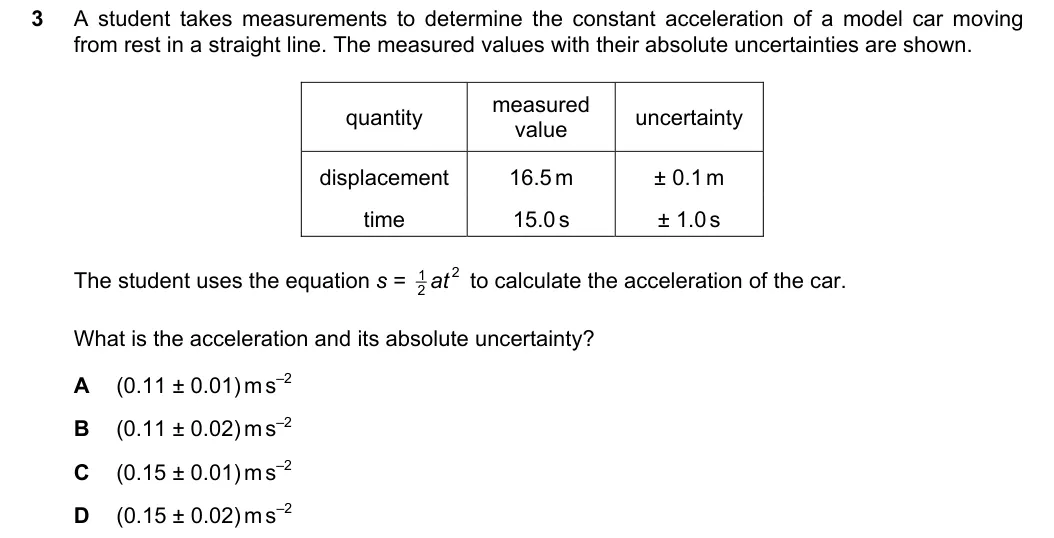 3 A student takes measurements to determine the constant acceleration of a model car moving
from rest in a straight line. The measured values with their absolute uncertainties are shown.
quantity measured value uncertainty
displacement 16.5 m ± 0.1 m
time 15.0 s ± 1.0 s
The student uses the equation s = ½at² to calculate the acceleration of the car.
What is the acceleration and its absolute uncertainty?
A (0.11 ± 0.01) m s⁻²
B (0.11 ± 0.02) m s⁻²
C (0.15 ± 0.01) m s⁻²
D (0.15 ± 0.02) m s⁻²